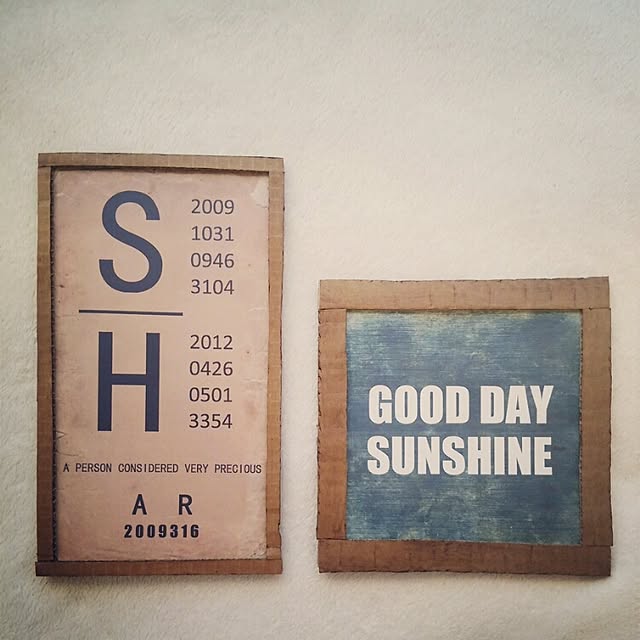 S
2009
1031
0946
3104
H
2012
0426
0501
3354
A PERSON CONSIDERED VERY PRECIOUS
A R
2009316
GOOD DAY
SUNSHINE